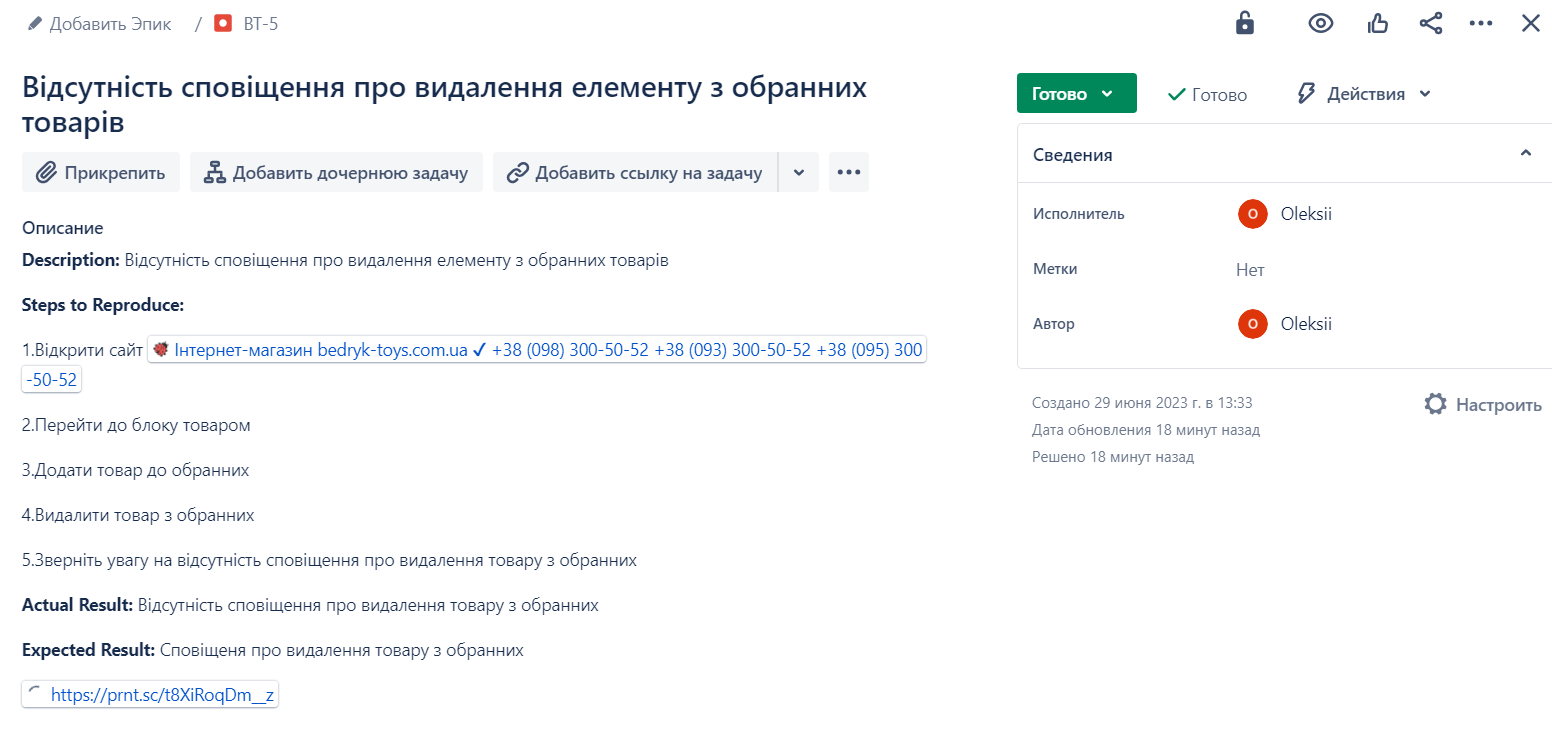 Добавить Эпик / BT-5
Відсутність сповіщення про видалення елементу з обранних
товарів
Прикрепить Добавить дочернюю задачу Добавить ссылку на задачу
Описание
Description: Відсутність сповіщення про видалення елементу з обранних товарів
Steps to Reproduce:
1.Відкрити сайт Інтернет-магазин bedryk-toys.com.ua ✔ +38 (098) 300-50-52 +38 (093) 300-50-52 +38 (095) 300
-50-52
2.Перейти до блоку товаром
3.Додати товар до обранних
4.Видалити товар з обранних
5.Зверніть увагу на відсутність сповіщення про видалення товару з обранних
Actual Result: Відсутність сповіщення про видалення товару з обранних
Expected Result: Сповіщеня про видалення товару з обранних
https://prnt.sc/t8XiRoqDm__z
Готово Готово Действия
Сведения
Исполнитель O Oleksii
Метки Нет
Автор O Oleksii
Создано 29 июня 2023 г. в 13:33 Настроить
Дата обновления 18 минут назад
Решено 18 минут назад